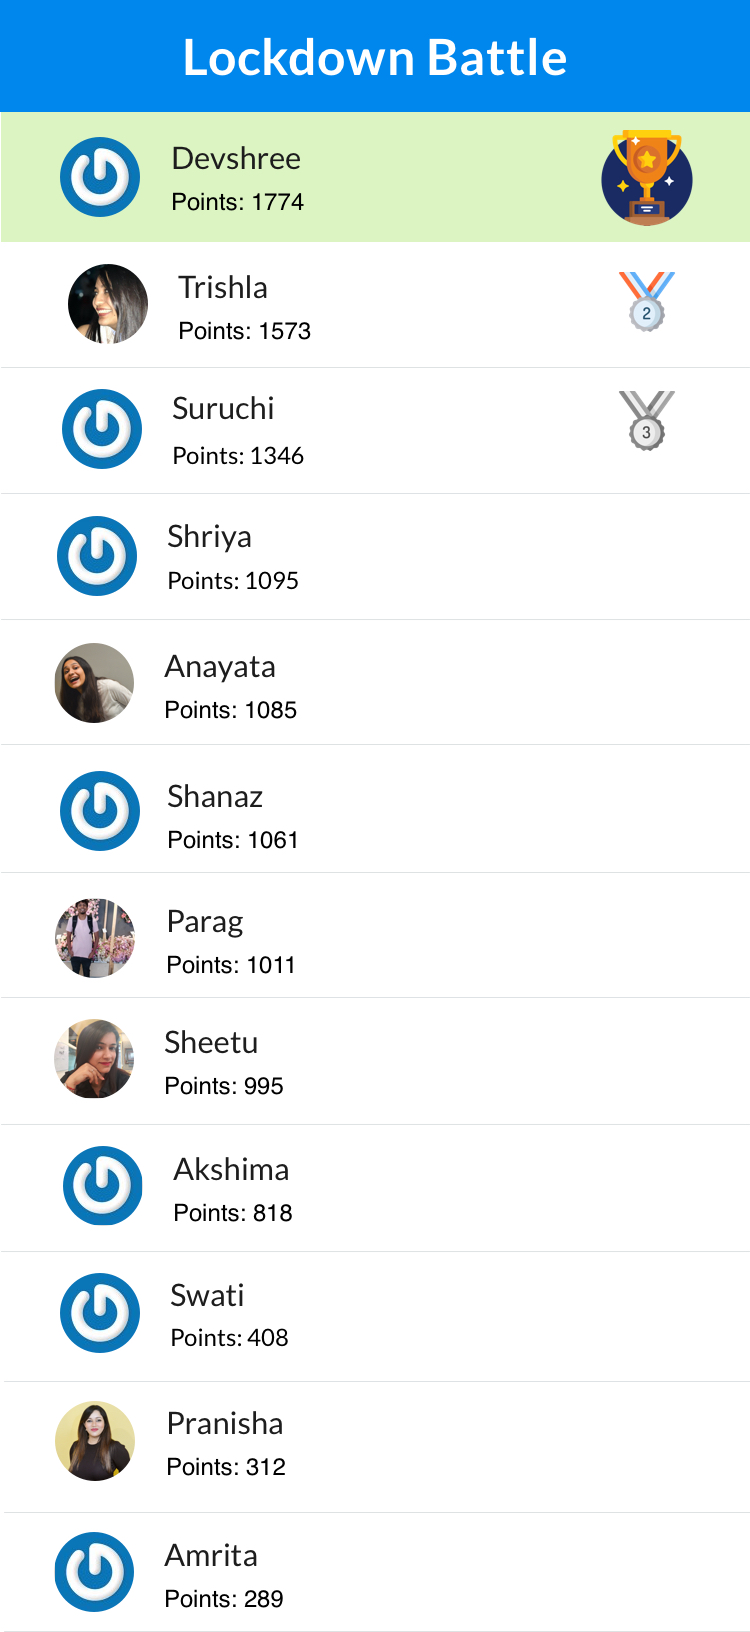 Lockdown Battle
Devshree
Points: 1774
Trishla
Points: 1573
2
Suruchi
Points: 1346
3
Shriya
Points: 1095
Anayata
Points: 1085
Shanaz
Points: 1061
Parag
Points: 1011
Sheetu
Points: 995
Akshima
Points: 818
Swati
Points: 408
Pranisha
Points: 312
Amrita
Points: 289